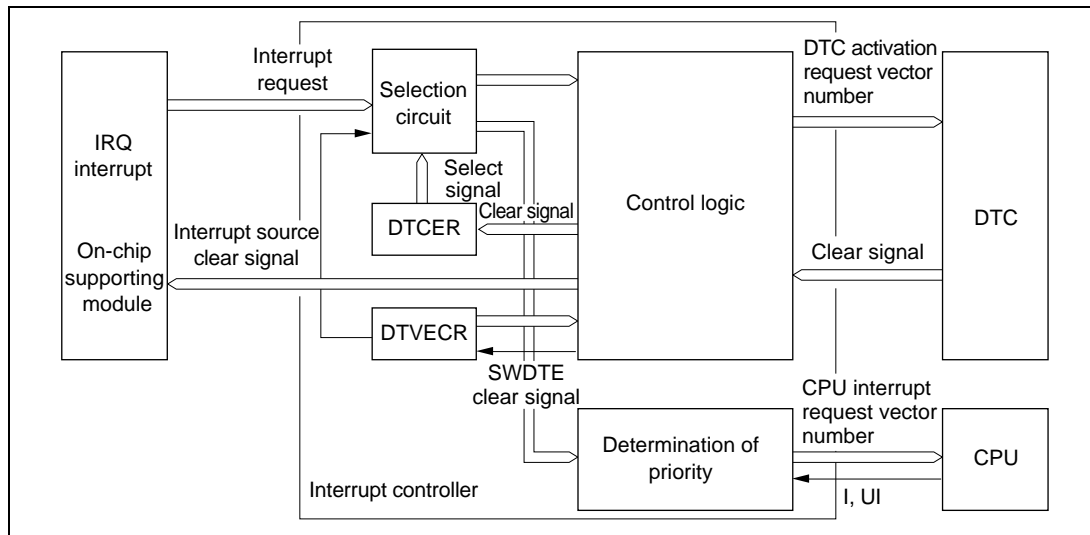 Interrupt
request
DTC activation
request vector
number
Selection
circuit
IRQ
interrupt
Select
signal
Control logic
DTC
DTCER
Clear signal
Interrupt source
clear signal
Clear signal
On-chip
supporting
module
DTVECR
SWDTE
clear signal
CPU interrupt
request vector
number
Determination of
priority
CPU
Interrupt controller
I, UI